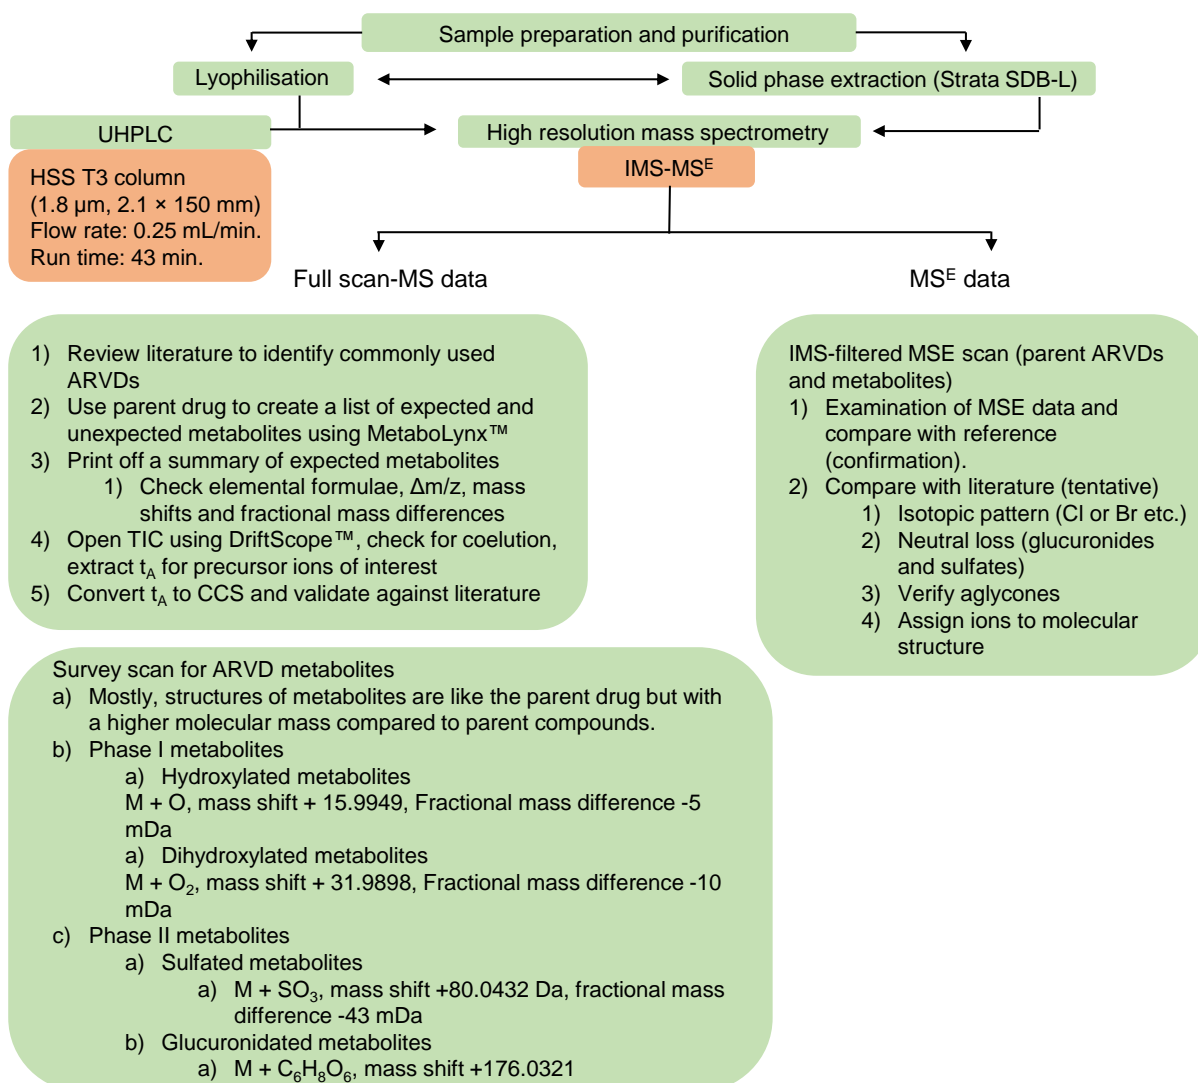 Sample preparation and purification
Lyophilisation
Solid phase extraction (Strata SDB-L)
UHPLC
High resolution mass spectrometry
IMS-MSᴱ
HSS T3 column
(1.8 µm, 2.1 × 150 mm)
Flow rate: 0.25 mL/min.
Run time: 43 min.
Full scan-MS data
MSᴱ data
1) Review literature to identify commonly used
ARVDs
2) Use parent drug to create a list of expected and
unexpected metabolites using MetaboLynx™
3) Print off a summary of expected metabolites
1) Check elemental formulae, Δm/z, mass
shifts and fractional mass differences
4) Open TIC using DriftScope™, check for coelution,
extract t_A for precursor ions of interest
5) Convert t_A to CCS and validate against literature
IMS-filtered MSE scan (parent ARVDs
and metabolites)
1) Examination of MSE data and
compare with reference
(confirmation).
2) Compare with literature (tentative)
1) Isotopic pattern (Cl or Br etc.)
2) Neutral loss (glucuronides
and sulfates)
3) Verify aglycones
4) Assign ions to molecular
structure
Survey scan for ARVD metabolites
a) Mostly, structures of metabolites are like the parent drug but with
a higher molecular mass compared to parent compounds.
b) Phase I metabolites
a) Hydroxylated metabolites
M + O, mass shift + 15.9949, Fractional mass difference -5
mDa
a) Dihydroxylated metabolites
M + O₂, mass shift + 31.9898, Fractional mass difference -10
mDa
c) Phase II metabolites
a) Sulfated metabolites
a) M + SO₃, mass shift +80.0432 Da, fractional mass
difference -43 mDa
b) Glucuronidated metabolites
a) M + C₆H₈O₆, mass shift +176.0321